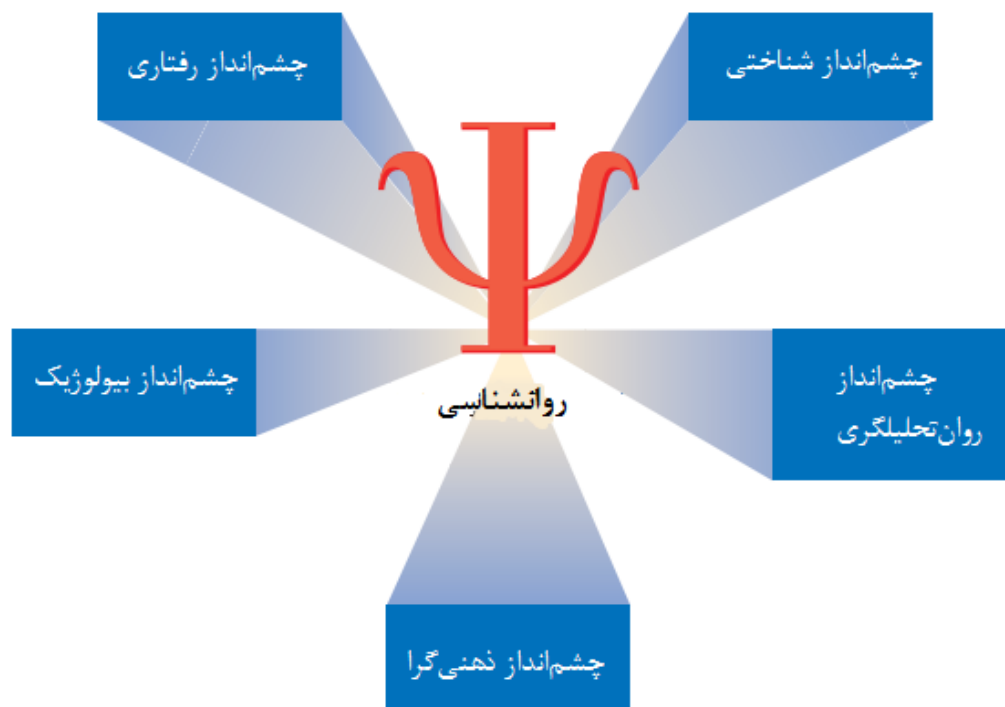 چشم‌انداز شناختی
چشم‌انداز رفتاری
چشم‌انداز
روان‌تحلیلگری
چشم‌انداز بیولوژیک
روانشناسی
چشم‌انداز ذهنی‌گرا